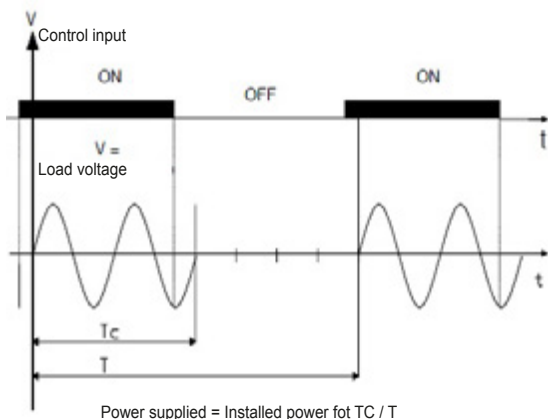 V
Control input
ON
OFF
ON
t
V =
Load voltage
t
Tc
T
Power supplied = Installed power fot TC / T